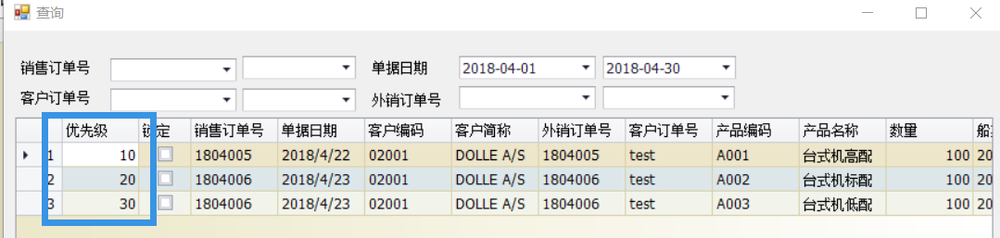 查询
销售订单号 单据日期 2018-04-01 2018-04-30
客户订单号 外销订单号
优先级 锁定 销售订单号 单据日期 客户编码 客户简称 外销订单号 客户订单号 产品编码 产品名称 数量
1 10 1804005 2018/4/22 02001 DOLLE A/S 1804005 test A001 台式机高配 100 20
2 20 1804006 2018/4/23 02001 DOLLE A/S 1804006 test A002 台式机标配 100 20
3 30 1804006 2018/4/23 02001 DOLLE A/S 1804006 test A003 台式机低配 100 20